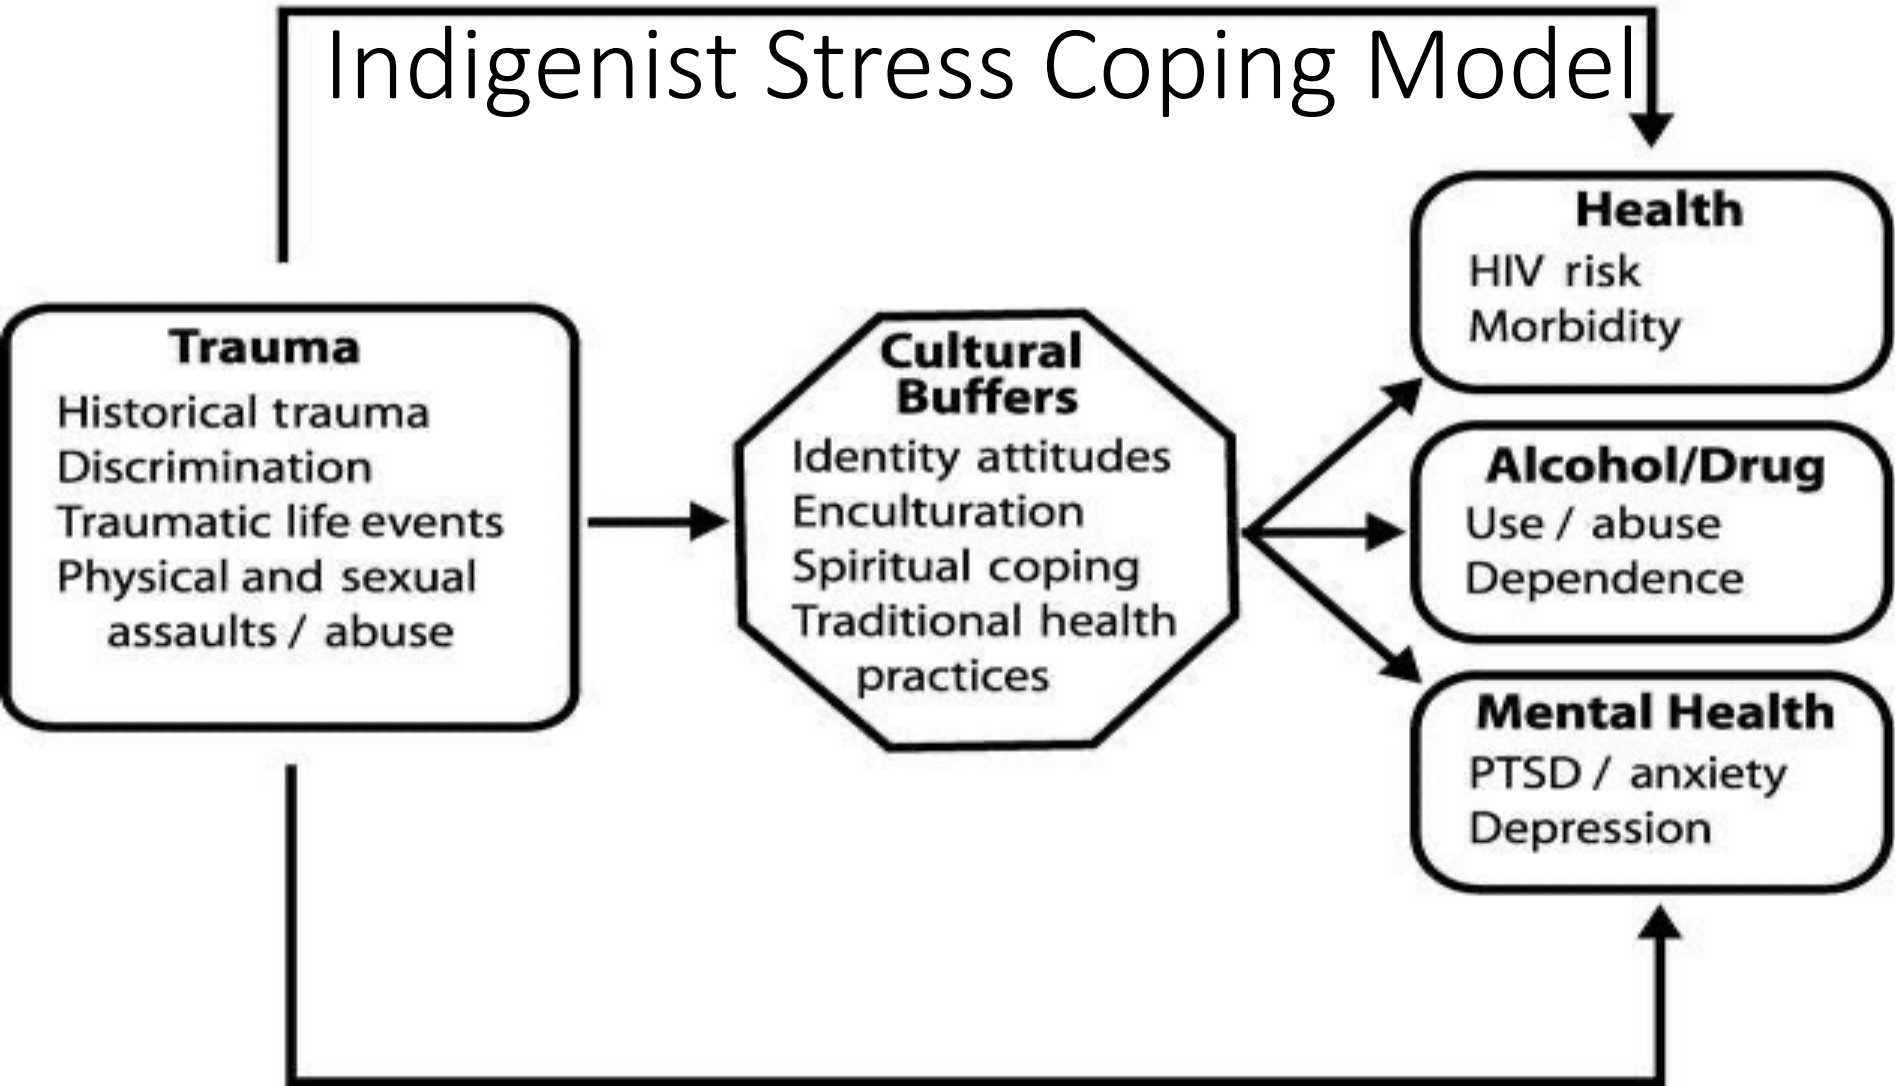 Indigenist Stress Coping Model
Trauma
Historical trauma
Discrimination
Traumatic life events
Physical and sexual
assaults / abuse
Cultural
Buffers
Identity attitudes
Enculturation
Spiritual coping
Traditional health
practices
Health
HIV risk
Morbidity
Alcohol/Drug
Use / abuse
Dependence
Mental Health
PTSD / anxiety
Depression